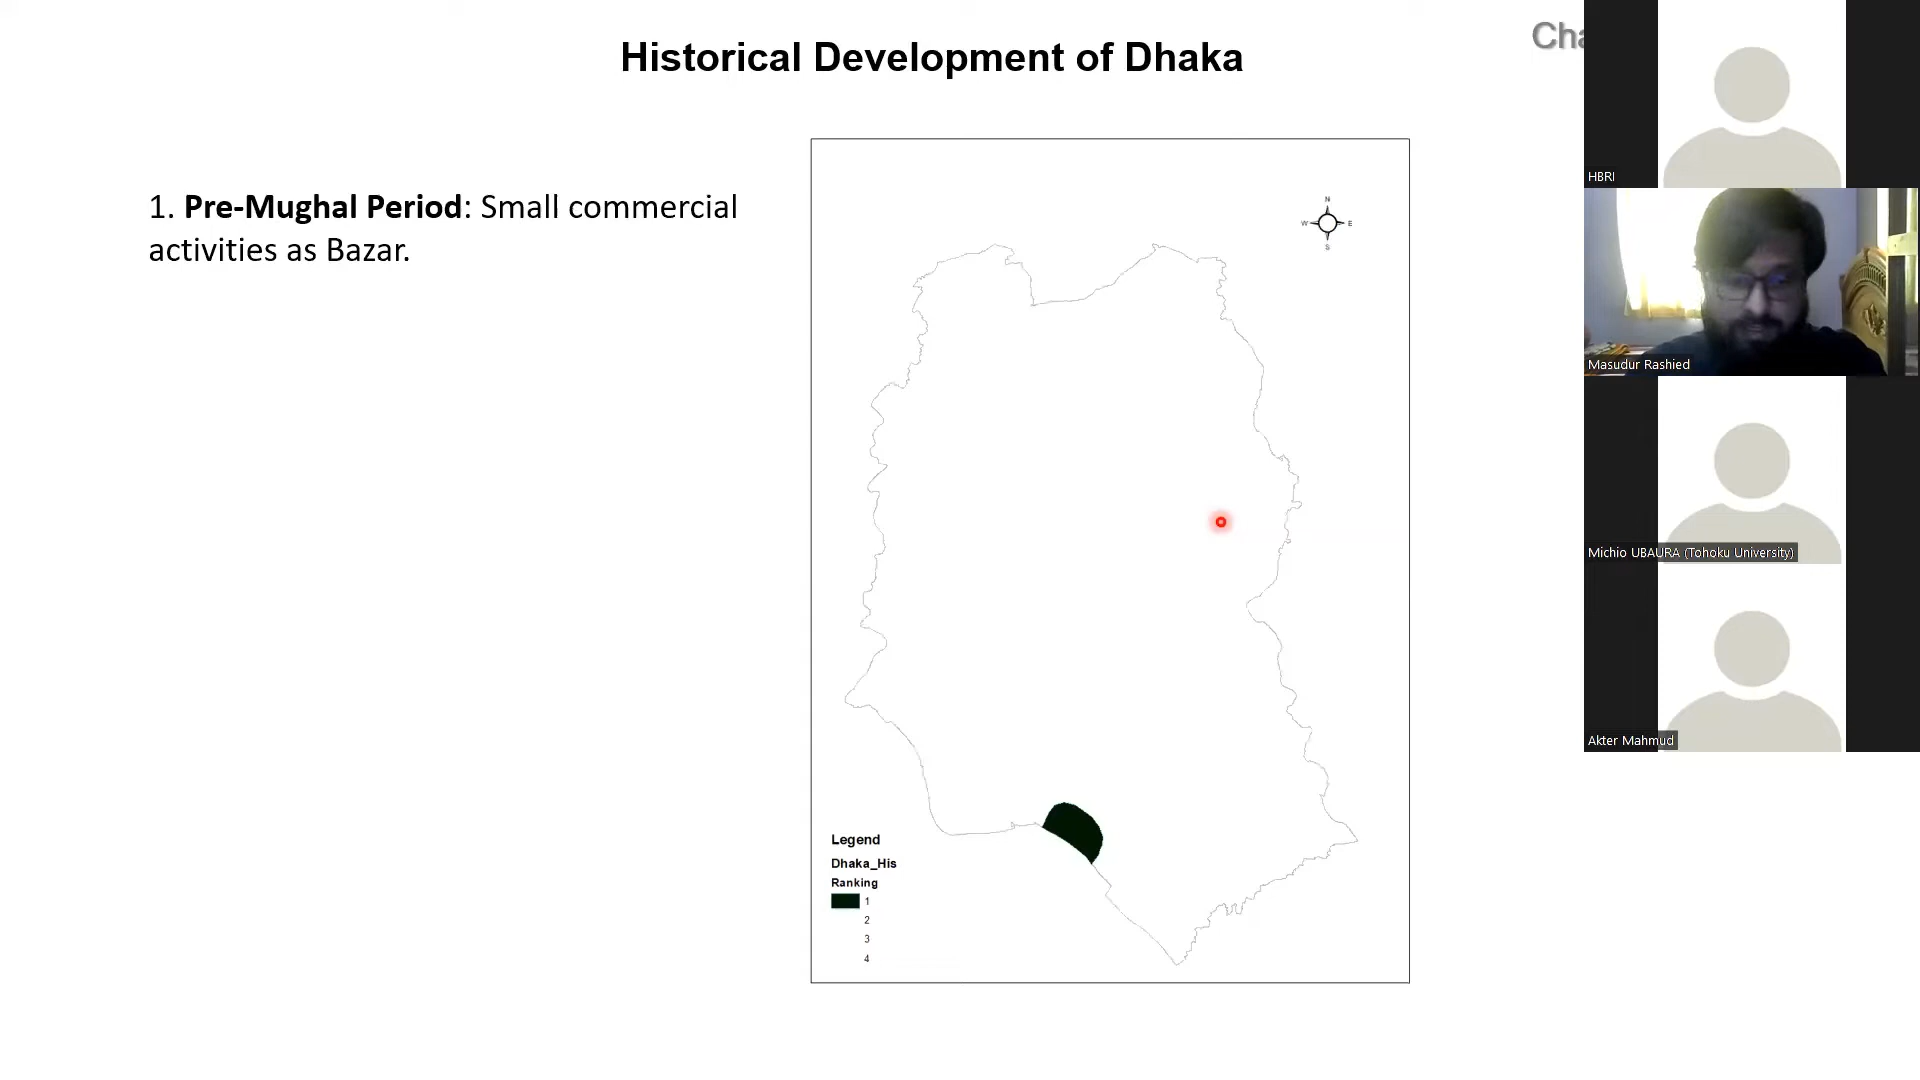 Historical Development of Dhaka
1. Pre-Mughal Period: Small commercial
activities as Bazar.
N
W E
S
Legend
Dhaka_His
Ranking
1
2
3
4
HBRI
Masudur Rashied
Michio UBAURA (Tohoku University)
Akter Mahmud